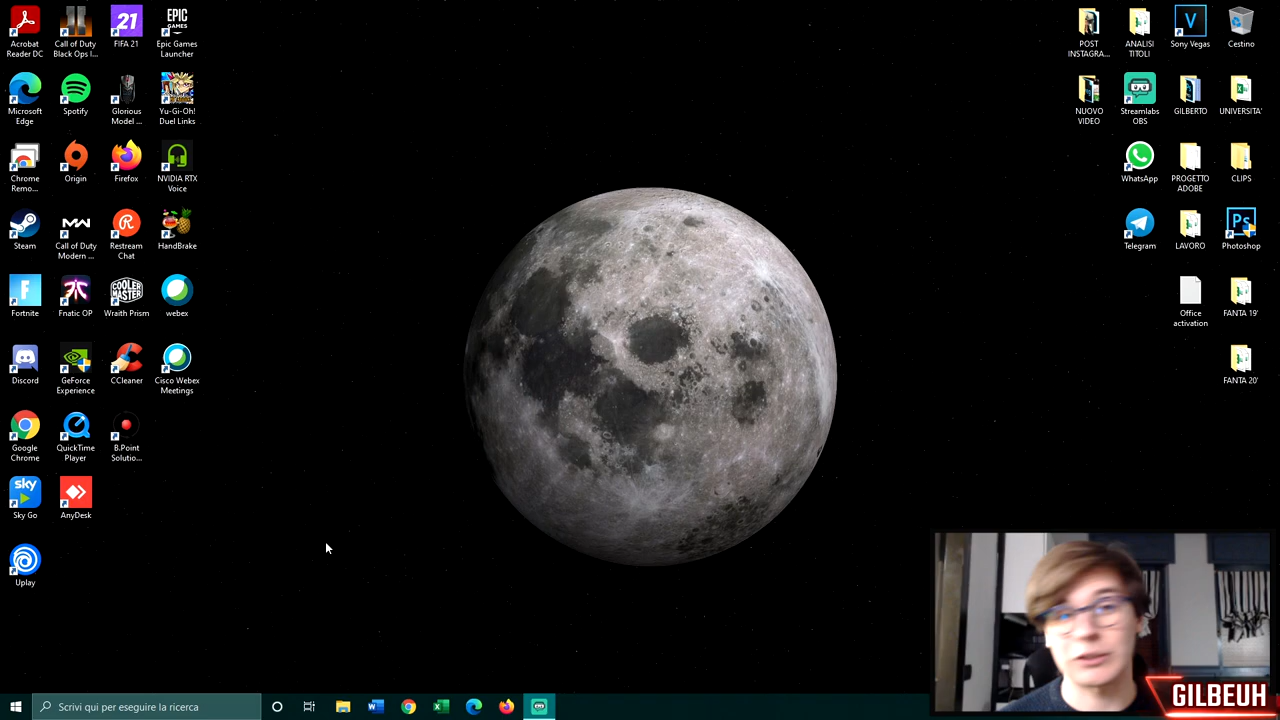 Acrobat
Reader DC
Call of Duty
Black Ops I...
21
FIFA 21
EPIC
GAMES
Epic Games
Launcher
Microsoft
Edge
Spotify
Glorious
Model ...
Yu-Gi-Oh!
Duel Links
Chrome
Remo...
Origin
Firefox
NVIDIA RTX
Voice
Steam
Call of Duty
Modern ...
Restream
Chat
HandBrake
F
Fortnite
Fnatic OP
COOLER
MASTER
Wraith Prism
webex
Discord
GeForce
Experience
CCleaner
Cisco Webex
Meetings
Google
Chrome
QuickTime
Player
B.Point
Solutio...
sky
Sky Go
AnyDesk
Uplay
POST
INSTAGRA...
ANALISI
TITOLI
V
Sony Vegas
Cestino
NUOVO
VIDEO
Streamlabs
OBS
GILBERTO
UNIVERSITA'
WhatsApp
PROGETTO
ADOBE
CLIPS
Telegram
LAVORO
Ps
Photoshop
Office
activation
FANTA 19'
FANTA 20'
GILBEUH
Scrivi qui per eseguire la ricerca